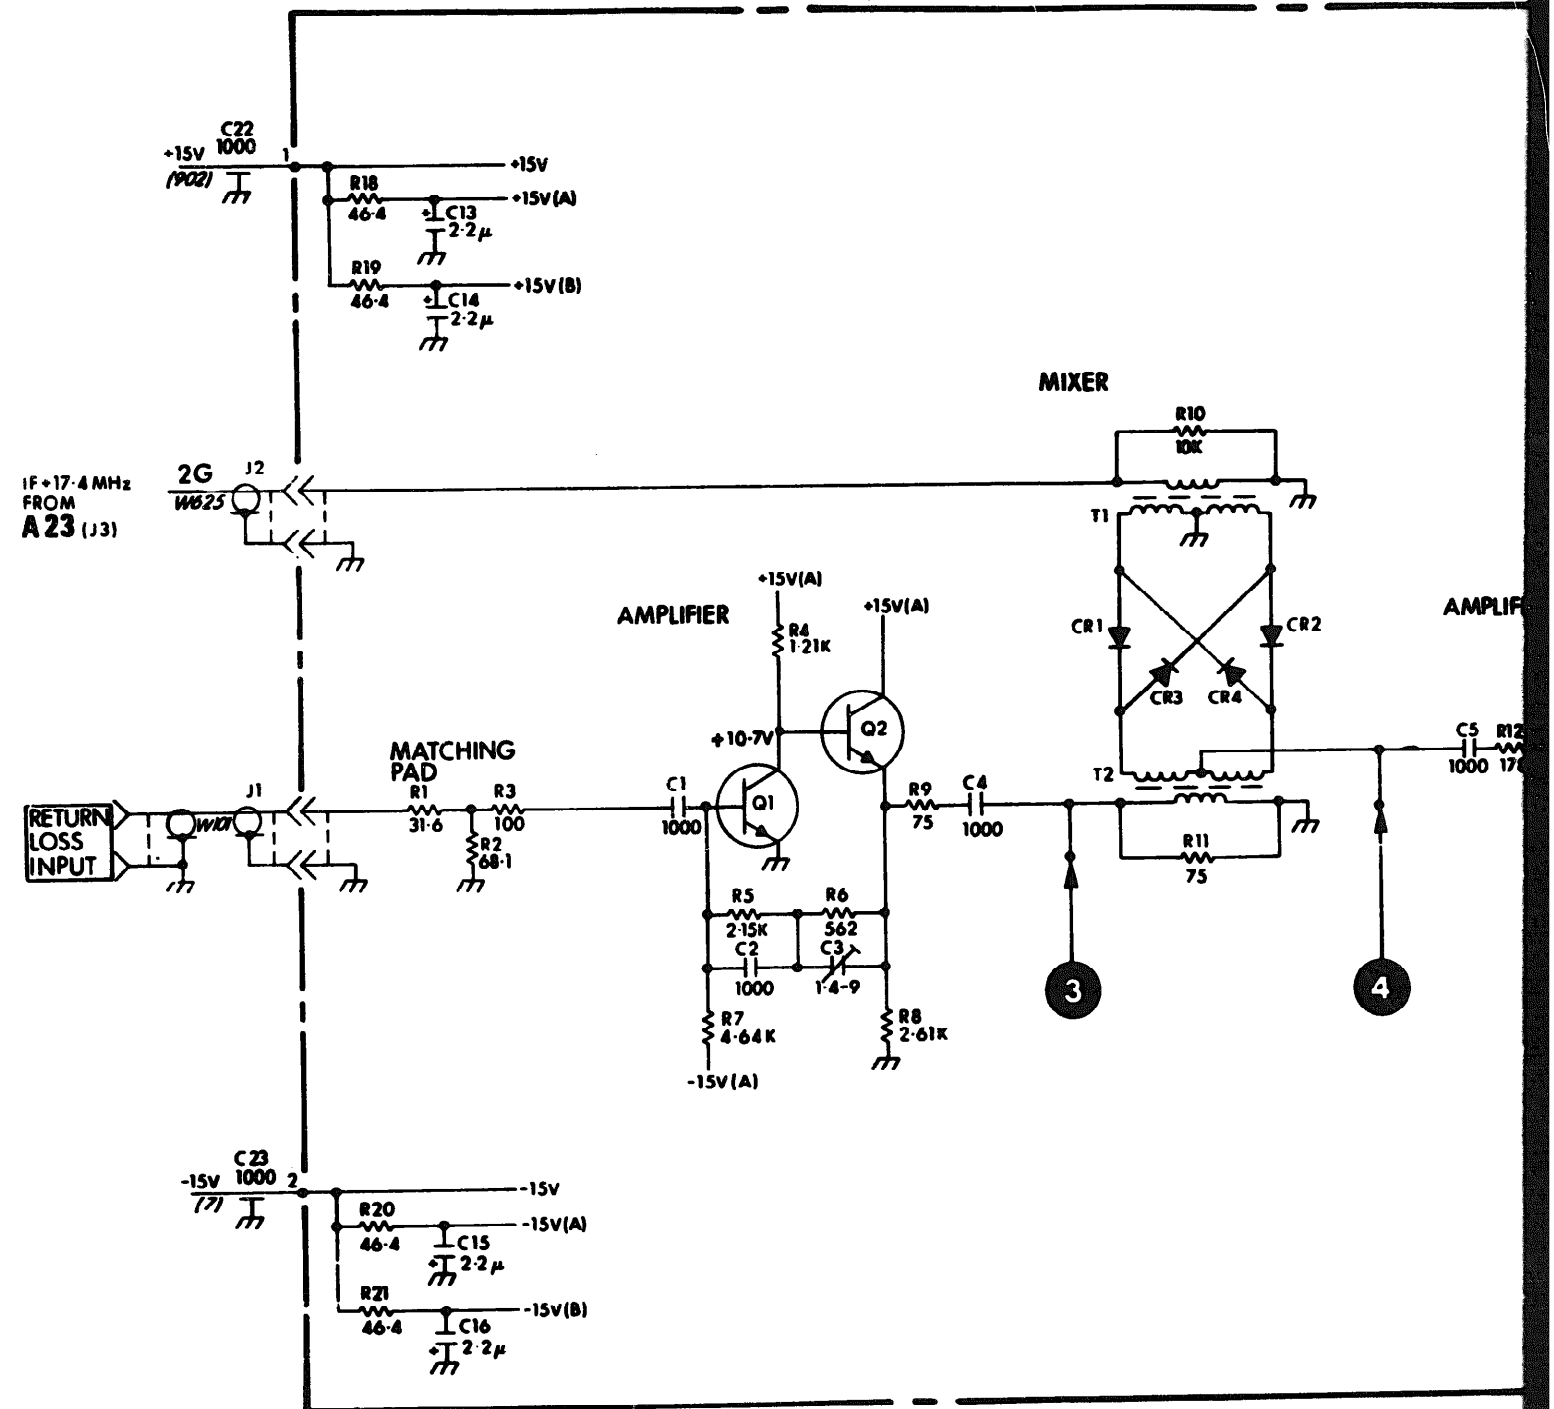 C22
1000
+15V
(902)
1
+15V
R18
46·4
+15V(A)
C13
2·2μ
R19
46·4
+15V(B)
C14
2·2μ
MIXER
R10
10K
IF+17·4MHz
FROM
A23 (J3)
2G
W625
J2
T1
+15V(A)
AMPLIFIER
+15V(A)
R4
1·21K
CR1
CR2
CR3
CR4
AMPLIF
+10·7V
Q2
C5
1000
R12
MATCHING
PAD
R1
31·6
R3
100
R2
68·1
C1
1000
Q1
R9
75
C4
1000
T2
R11
75
RETURN
LOSS
INPUT
W101
J1
R5
2·15K
R6
562
C2
1000
C3
1·4-9
3
4
R7
4·64K
R8
2·61K
-15V(A)
C23
1000
-15V
(7)
2
-15V
R20
46·4
-15V(A)
C15
2·2μ
R21
46·4
-15V(B)
C16
2·2μ